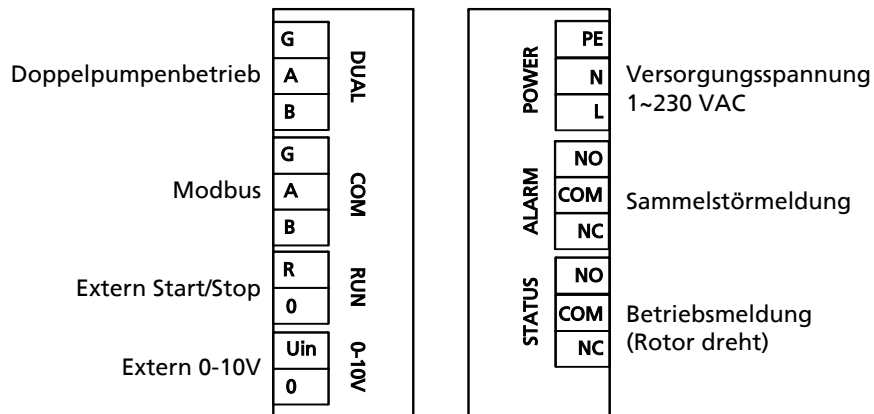 Doppelpumpenbetrieb
G
A
B
DUAL
Modbus
G
A
B
COM
Extern Start/Stop
R
0
RUN
Extern 0-10V
Uin
0
0-10V
POWER
PE
N
L
Versorgungsspannung
1~230 VAC
ALARM
NO
COM
NC
Sammelstörmeldung
STATUS
NO
COM
NC
Betriebsmeldung
(Rotor dreht)